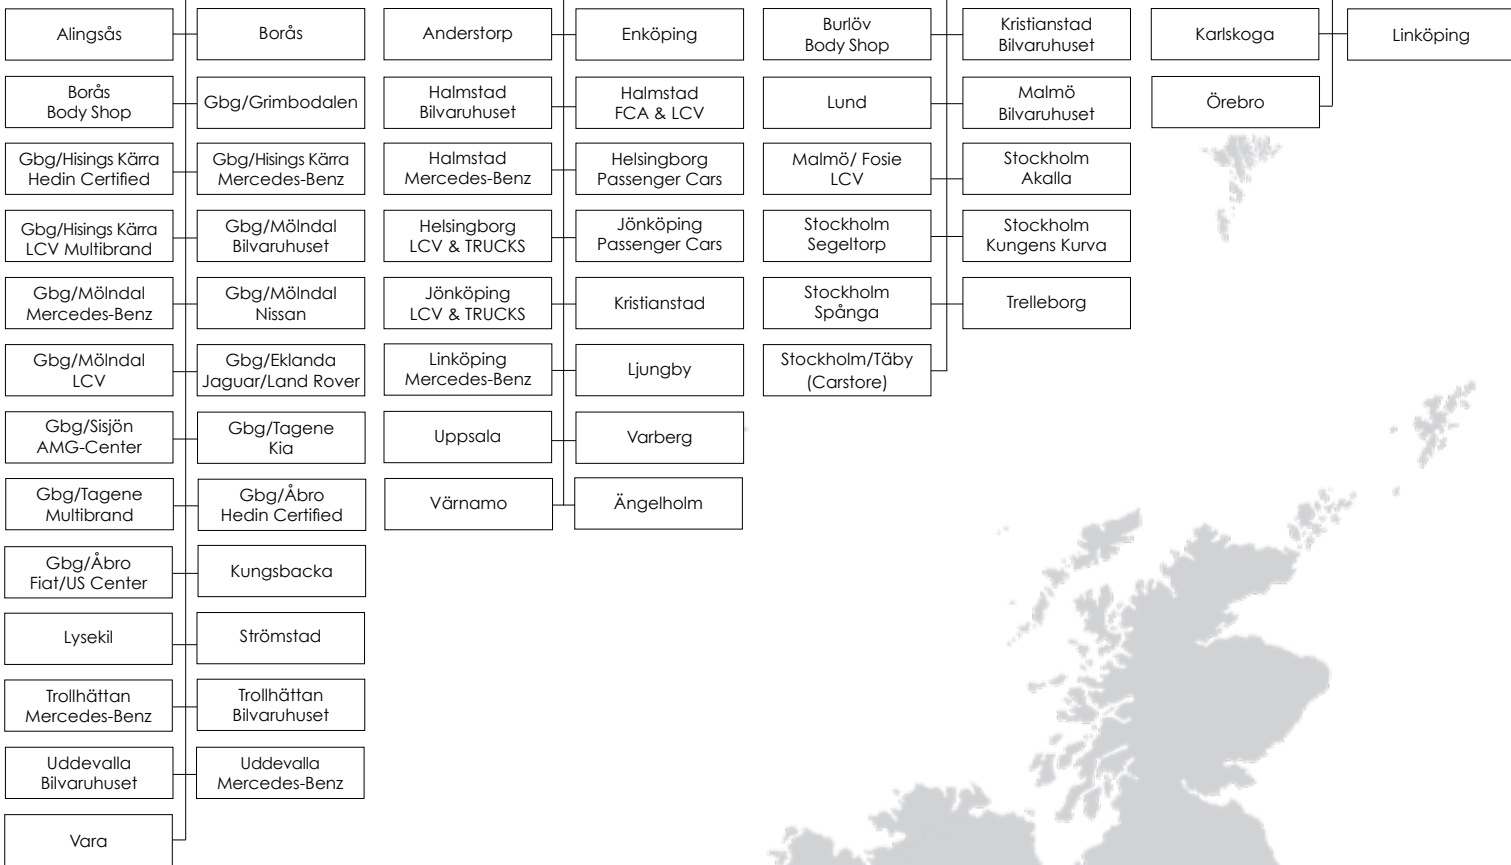 Alingsås
Borås
Borås
Body Shop
Gbg/Grimbodalen
Gbg/Hisings Kärra
Hedin Certified
Gbg/Hisings Kärra
Mercedes-Benz
Gbg/Hisings Kärra
LCV Multibrand
Gbg/Mölndal
Bilvaruhuset
Gbg/Mölndal
Mercedes-Benz
Gbg/Mölndal
Nissan
Gbg/Mölndal
LCV
Gbg/Eklanda
Jaguar/Land Rover
Gbg/Sisjön
AMG-Center
Gbg/Tagene
Kia
Gbg/Tagene
Multibrand
Gbg/Åbro
Hedin Certified
Gbg/Åbro
Fiat/US Center
Kungsbacka
Lysekil
Strömstad
Trollhättan
Mercedes-Benz
Trollhättan
Bilvaruhuset
Uddevalla
Bilvaruhuset
Uddevalla
Mercedes-Benz
Vara
Anderstorp
Enköping
Halmstad
Bilvaruhuset
Halmstad
FCA & LCV
Halmstad
Mercedes-Benz
Helsingborg
Passenger Cars
Helsingborg
LCV & TRUCKS
Jönköping
Passenger Cars
Jönköping
LCV & TRUCKS
Kristianstad
Linköping
Mercedes-Benz
Ljungby
Uppsala
Varberg
Värnamo
Ängelholm
Burlöv
Body Shop
Kristianstad
Bilvaruhuset
Lund
Malmö
Bilvaruhuset
Malmö/ Fosie
LCV
Stockholm
Akalla
Stockholm
Segeltorp
Stockholm
Kungens Kurva
Stockholm
Spånga
Trelleborg
Stockholm/Täby
(Carstore)
Karlskoga
Linköping
Örebro